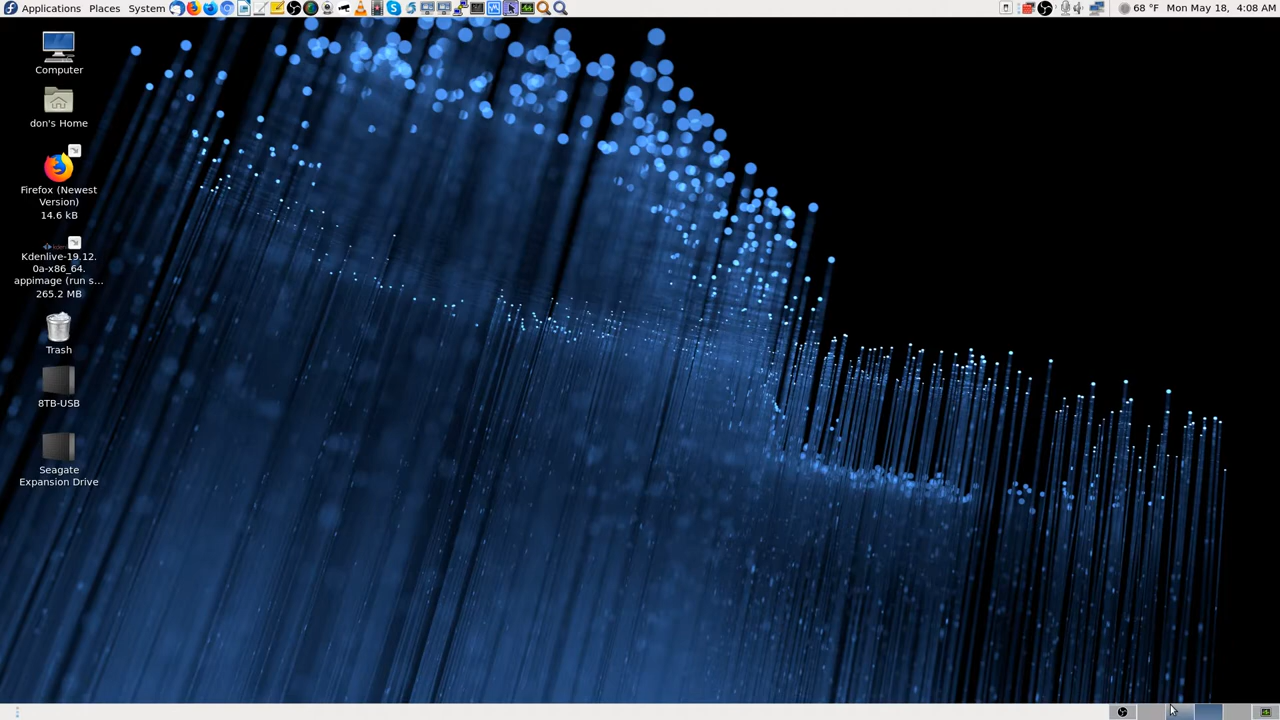 Applications Places System 68 °F Mon May 18, 4:08 AM
Computer
don's Home
Firefox (Newest
Version)
14.6 kB
Kdenlive-19.12.
0a-x86_64.
appimage (run s...
265.2 MB
Trash
8TB-USB
Seagate
Expansion Drive